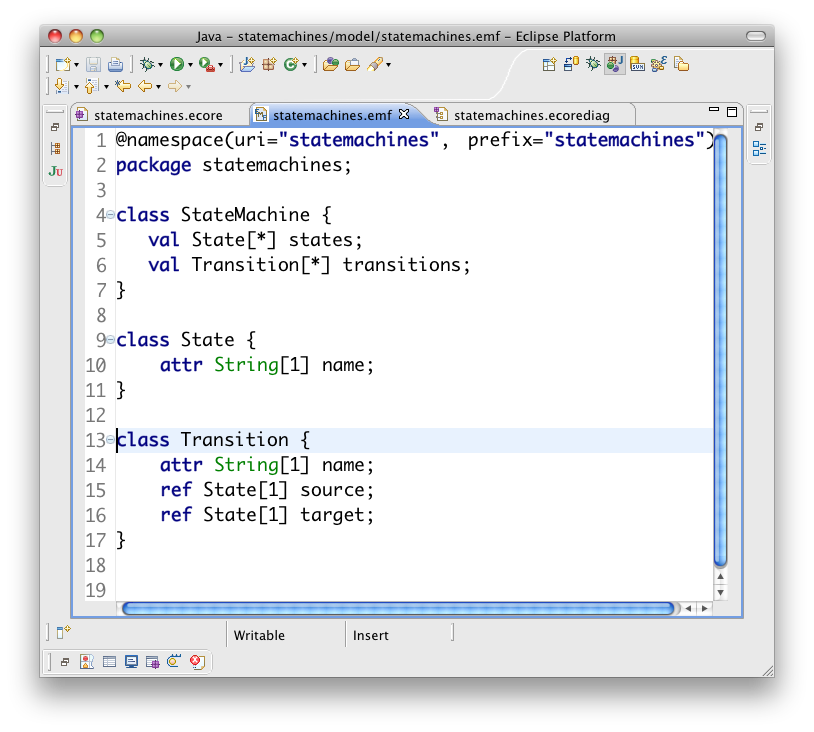 Java – statemachines/model/statemachines.emf – Eclipse Platform
statemachines.ecore
statemachines.emf
statemachines.ecorediag
1 @namespace(uri="statemachines", prefix="statemachines")
2 package statemachines;
3
4 class StateMachine {
5 val State[*] states;
6 val Transition[*] transitions;
7 }
8
9 class State {
10 attr String[1] name;
11 }
12
13 class Transition {
14 attr String[1] name;
15 ref State[1] source;
16 ref State[1] target;
17 }
18
19
Ju
Writable
Insert